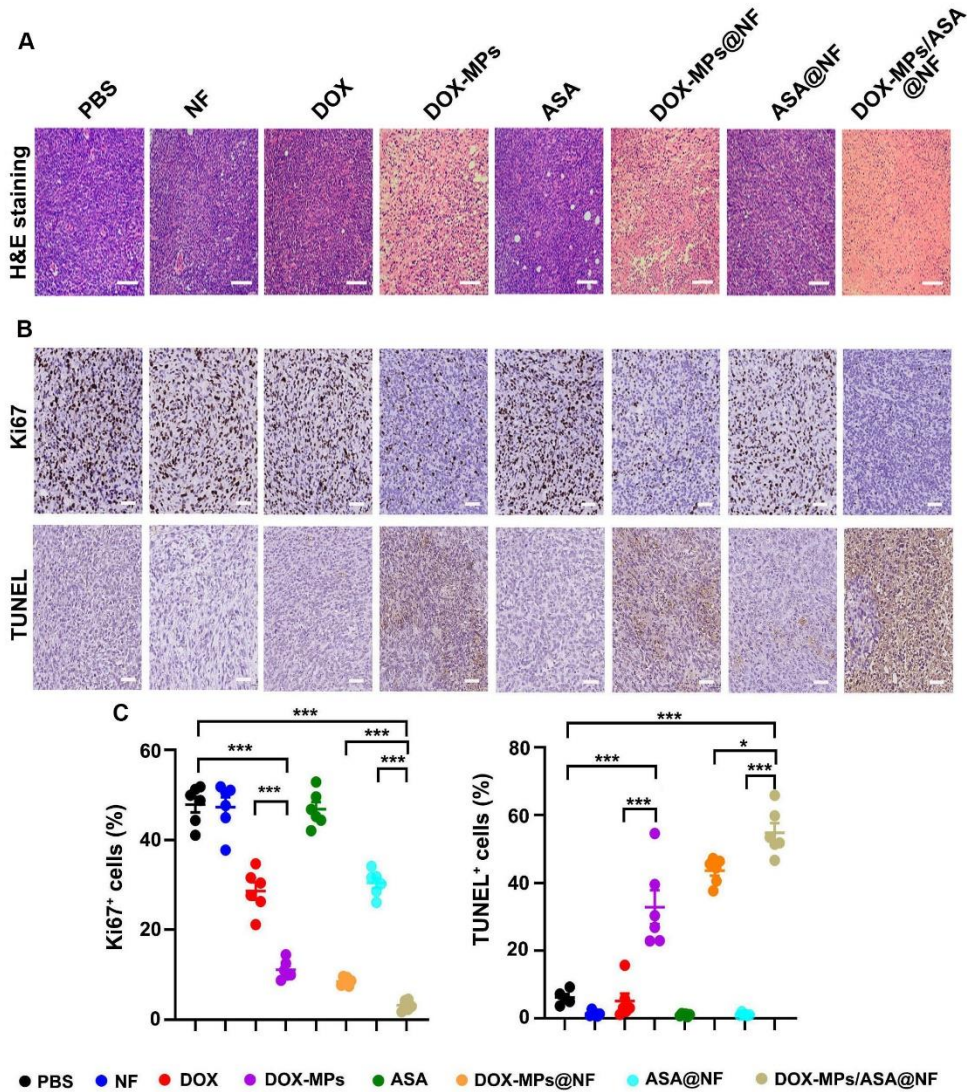 A
PBS
NF
DOX
DOX-MPs
ASA
DOX-MPs@NF
ASA@NF
DOX-MPs/ASA
@NF
H&E staining
B
Ki67
TUNEL
C
Ki67⁺ cells (%)
60
40
20
0
***
***
***
***
***
TUNEL⁺ cells (%)
80
60
40
20
0
***
***
***
*
***
PBS
NF
DOX
DOX-MPs
ASA
DOX-MPs@NF
ASA@NF
DOX-MPs/ASA@NF